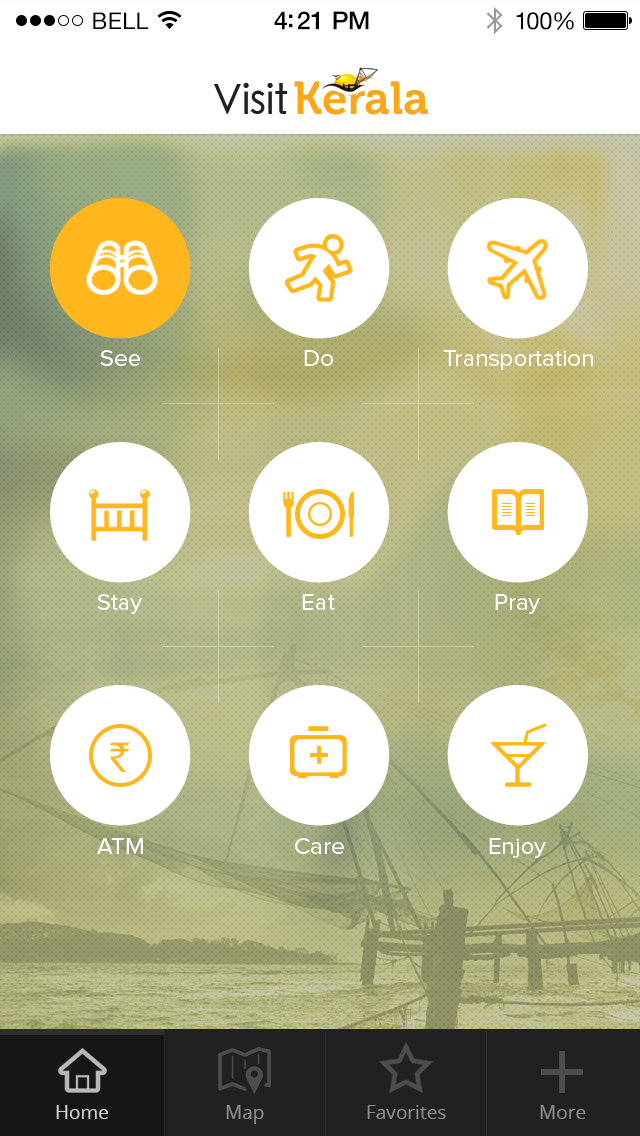 BELL 4:21 PM 100%
Visit Kerala
See Do Transportation
Stay Eat Pray
₹
ATM Care Enjoy
Home Map Favorites More